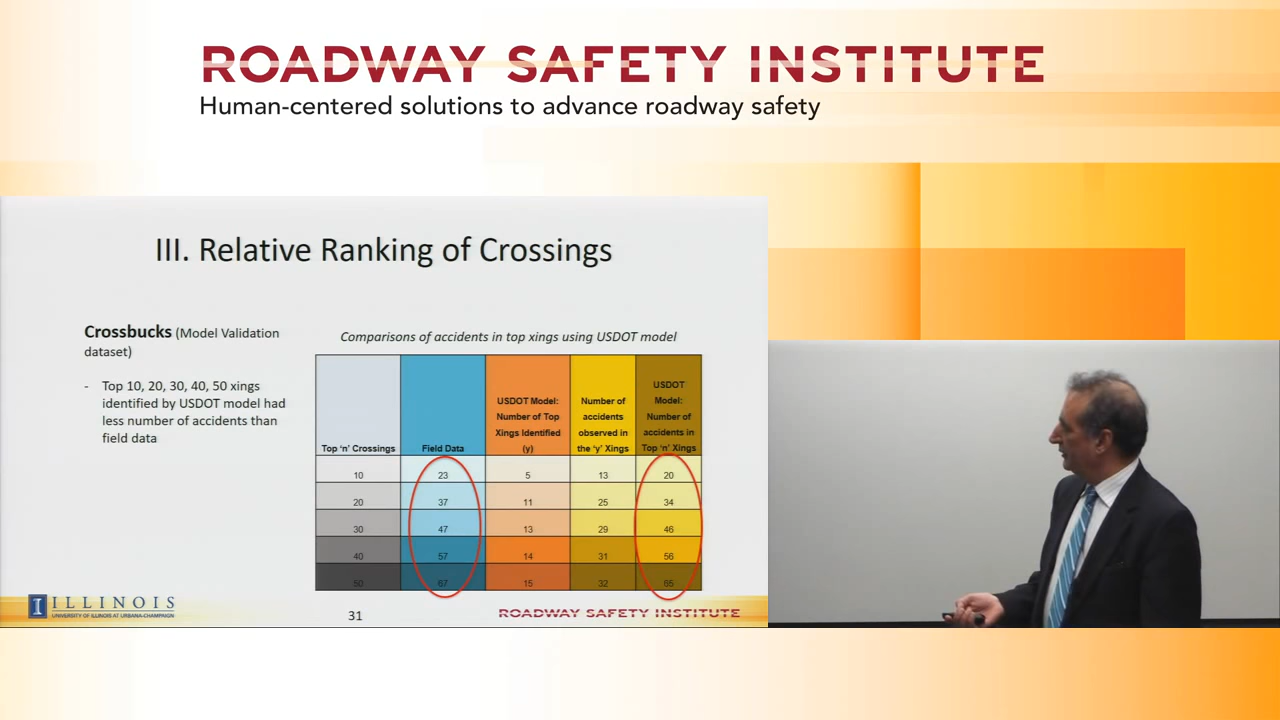 ROADWAY SAFETY INSTITUTE
Human-centered solutions to advance roadway safety
III. Relative Ranking of Crossings
Crossbucks (Model Validation
dataset)
- Top 10, 20, 30, 40, 50 xings
identified by USDOT model had
less number of accidents than
field data
Comparisons of accidents in top xings using USDOT model
Top ‘n’ Crossings
Field Data
USDOT Model:
Number of Top
Xings Identified
(y)
Number of
accidents
observed in
the ‘y’ Xings
USDOT
Model:
Number of
accidents in
Top ‘n’ Xings
10 23 5 13 20
20 37 11 25 34
30 47 13 29 46
40 57 14 31 56
50 67 15 32 65
I ILLINOIS
UNIVERSITY OF ILLINOIS AT URBANA-CHAMPAIGN
31
ROADWAY SAFETY INSTITUTE